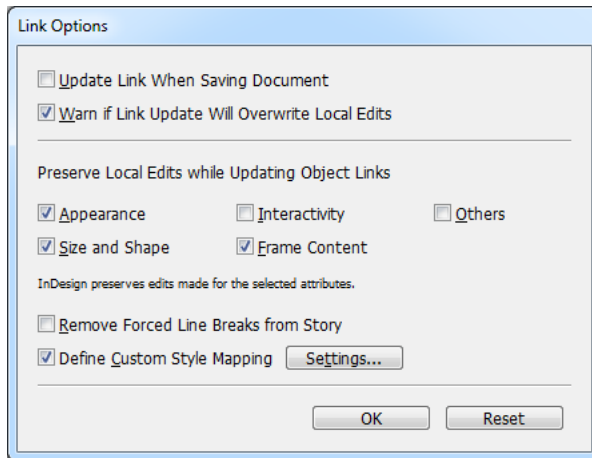 Link Options
Update Link When Saving Document
Warn if Link Update Will Overwrite Local Edits
Preserve Local Edits while Updating Object Links
Appearance Interactivity Others
Size and Shape Frame Content
InDesign preserves edits made for the selected attributes.
Remove Forced Line Breaks from Story
Define Custom Style Mapping Settings...
OK Reset